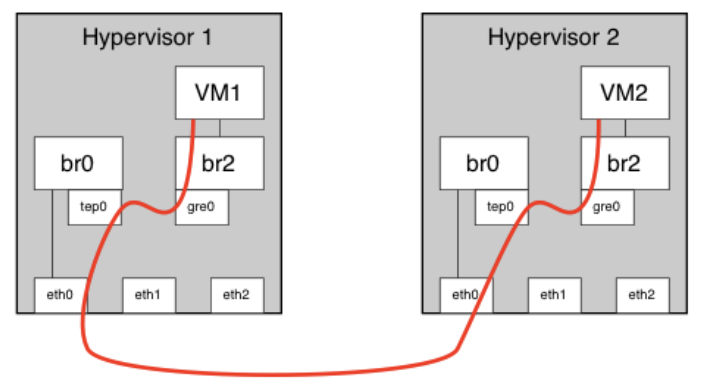 Hypervisor 1
VM1
br0
br2
tep0
gre0
eth0
eth1
eth2
Hypervisor 2
VM2
br0
br2
tep0
gre0
eth0
eth1
eth2